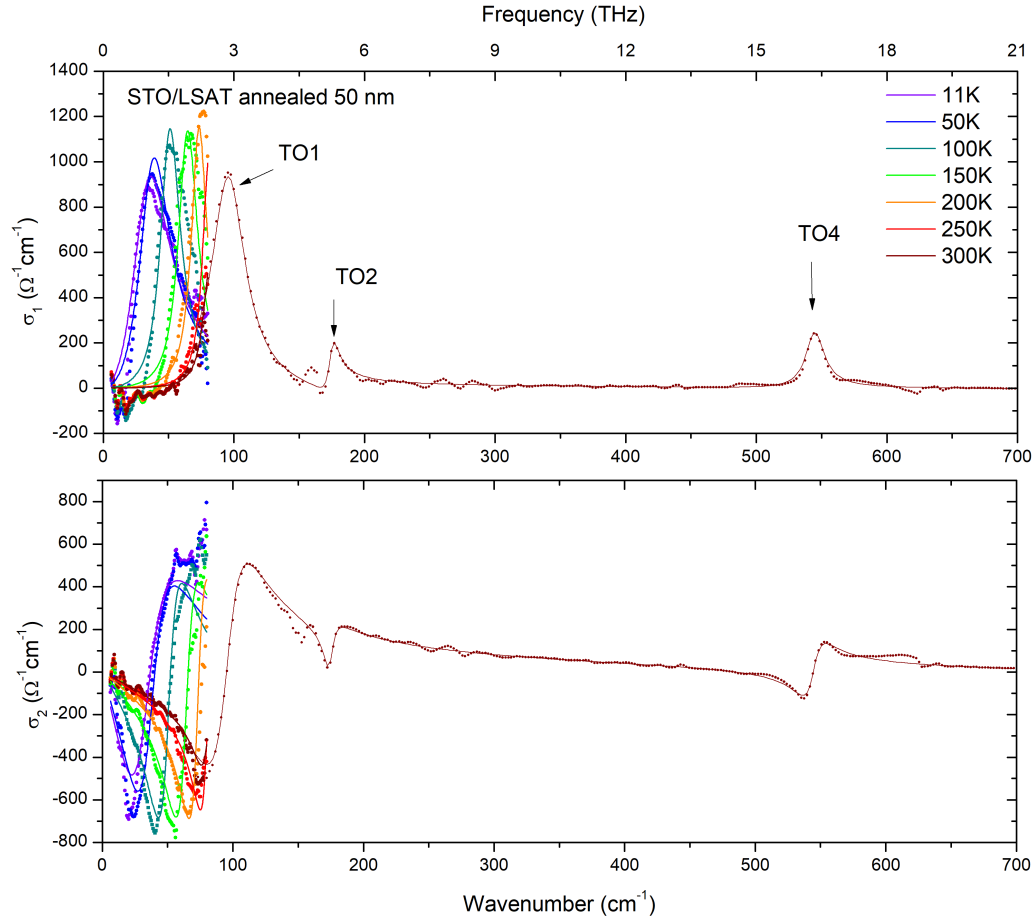 Frequency (THz)
0 3 6 9 12 15 18 21
1400
1200
1000
800
600
400
200
0
-200
σ1 (Ω-1cm-1)
STO/LSAT annealed 50 nm
TO1
TO2
TO4
11K
50K
100K
150K
200K
250K
300K
0 100 200 300 400 500 600 700
800
600
400
200
0
-200
-400
-600
-800
σ2 (Ω-1cm-1)
0 100 200 300 400 500 600 700
Wavenumber (cm-1)